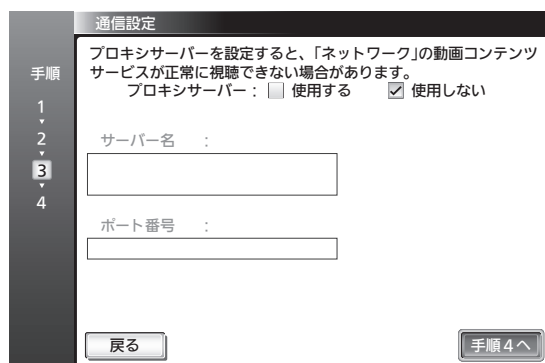 通信設定
プロキシサーバーを設定すると、｢ネットワーク｣の動画コンテンツ
サービスが正常に視聴できない場合があります。
プロキシサーバー： 使用する 使用しない
手順
1
2
3
4
サーバー名 ：
ポート番号 ：
戻る
手順４へ